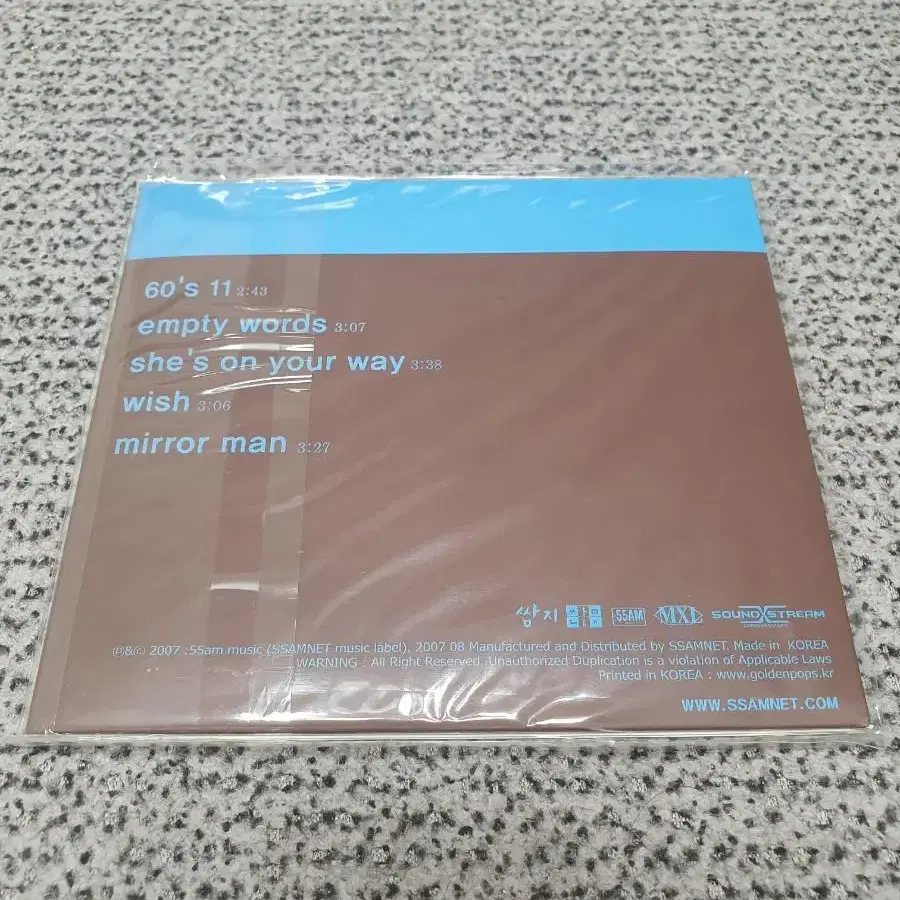 60's 11 2:43
empty words 3:07
she's on your way 3:38
wish 3:06
mirror man 3:27
쌈지 55AM MXL SOUNDXSTREAM
℗&© 2007 :55am music (SSAMNET music label), 2007 08 Manufactured and Distributed by SSAMNET. Made in KOREA
WARNING : All Right Reserved. Unauthorzed Duplication is a violation of Applicable Laws
Printed in KOREA : www.goldenpops.kr
WWW.SSAMNET.COM